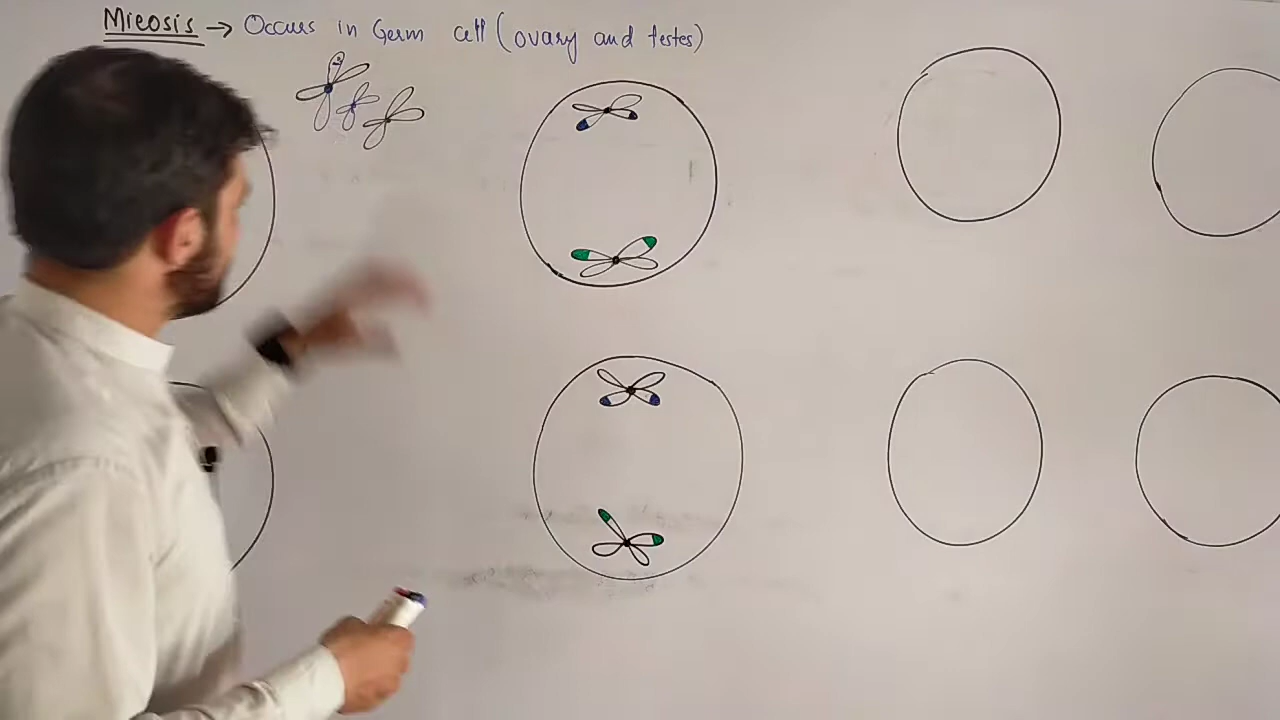 Mieosis → Occurs in Germ cell (ovary and testes)